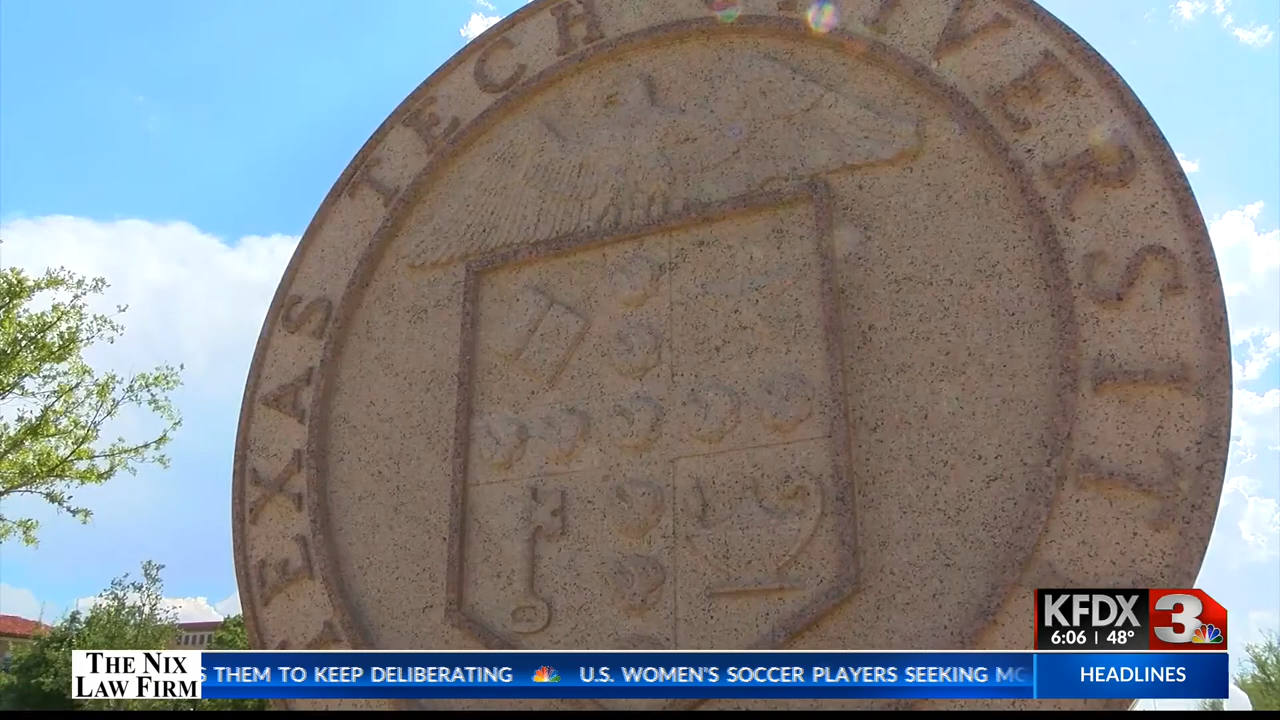 TEXAS TECH UNIVERSITY
KFDX 3
6:06 | 48°
THE NIX
LAW FIRM
THEM TO KEEP DELIBERATING
U.S. WOMEN'S SOCCER PLAYERS SEEKING
HEADLINES